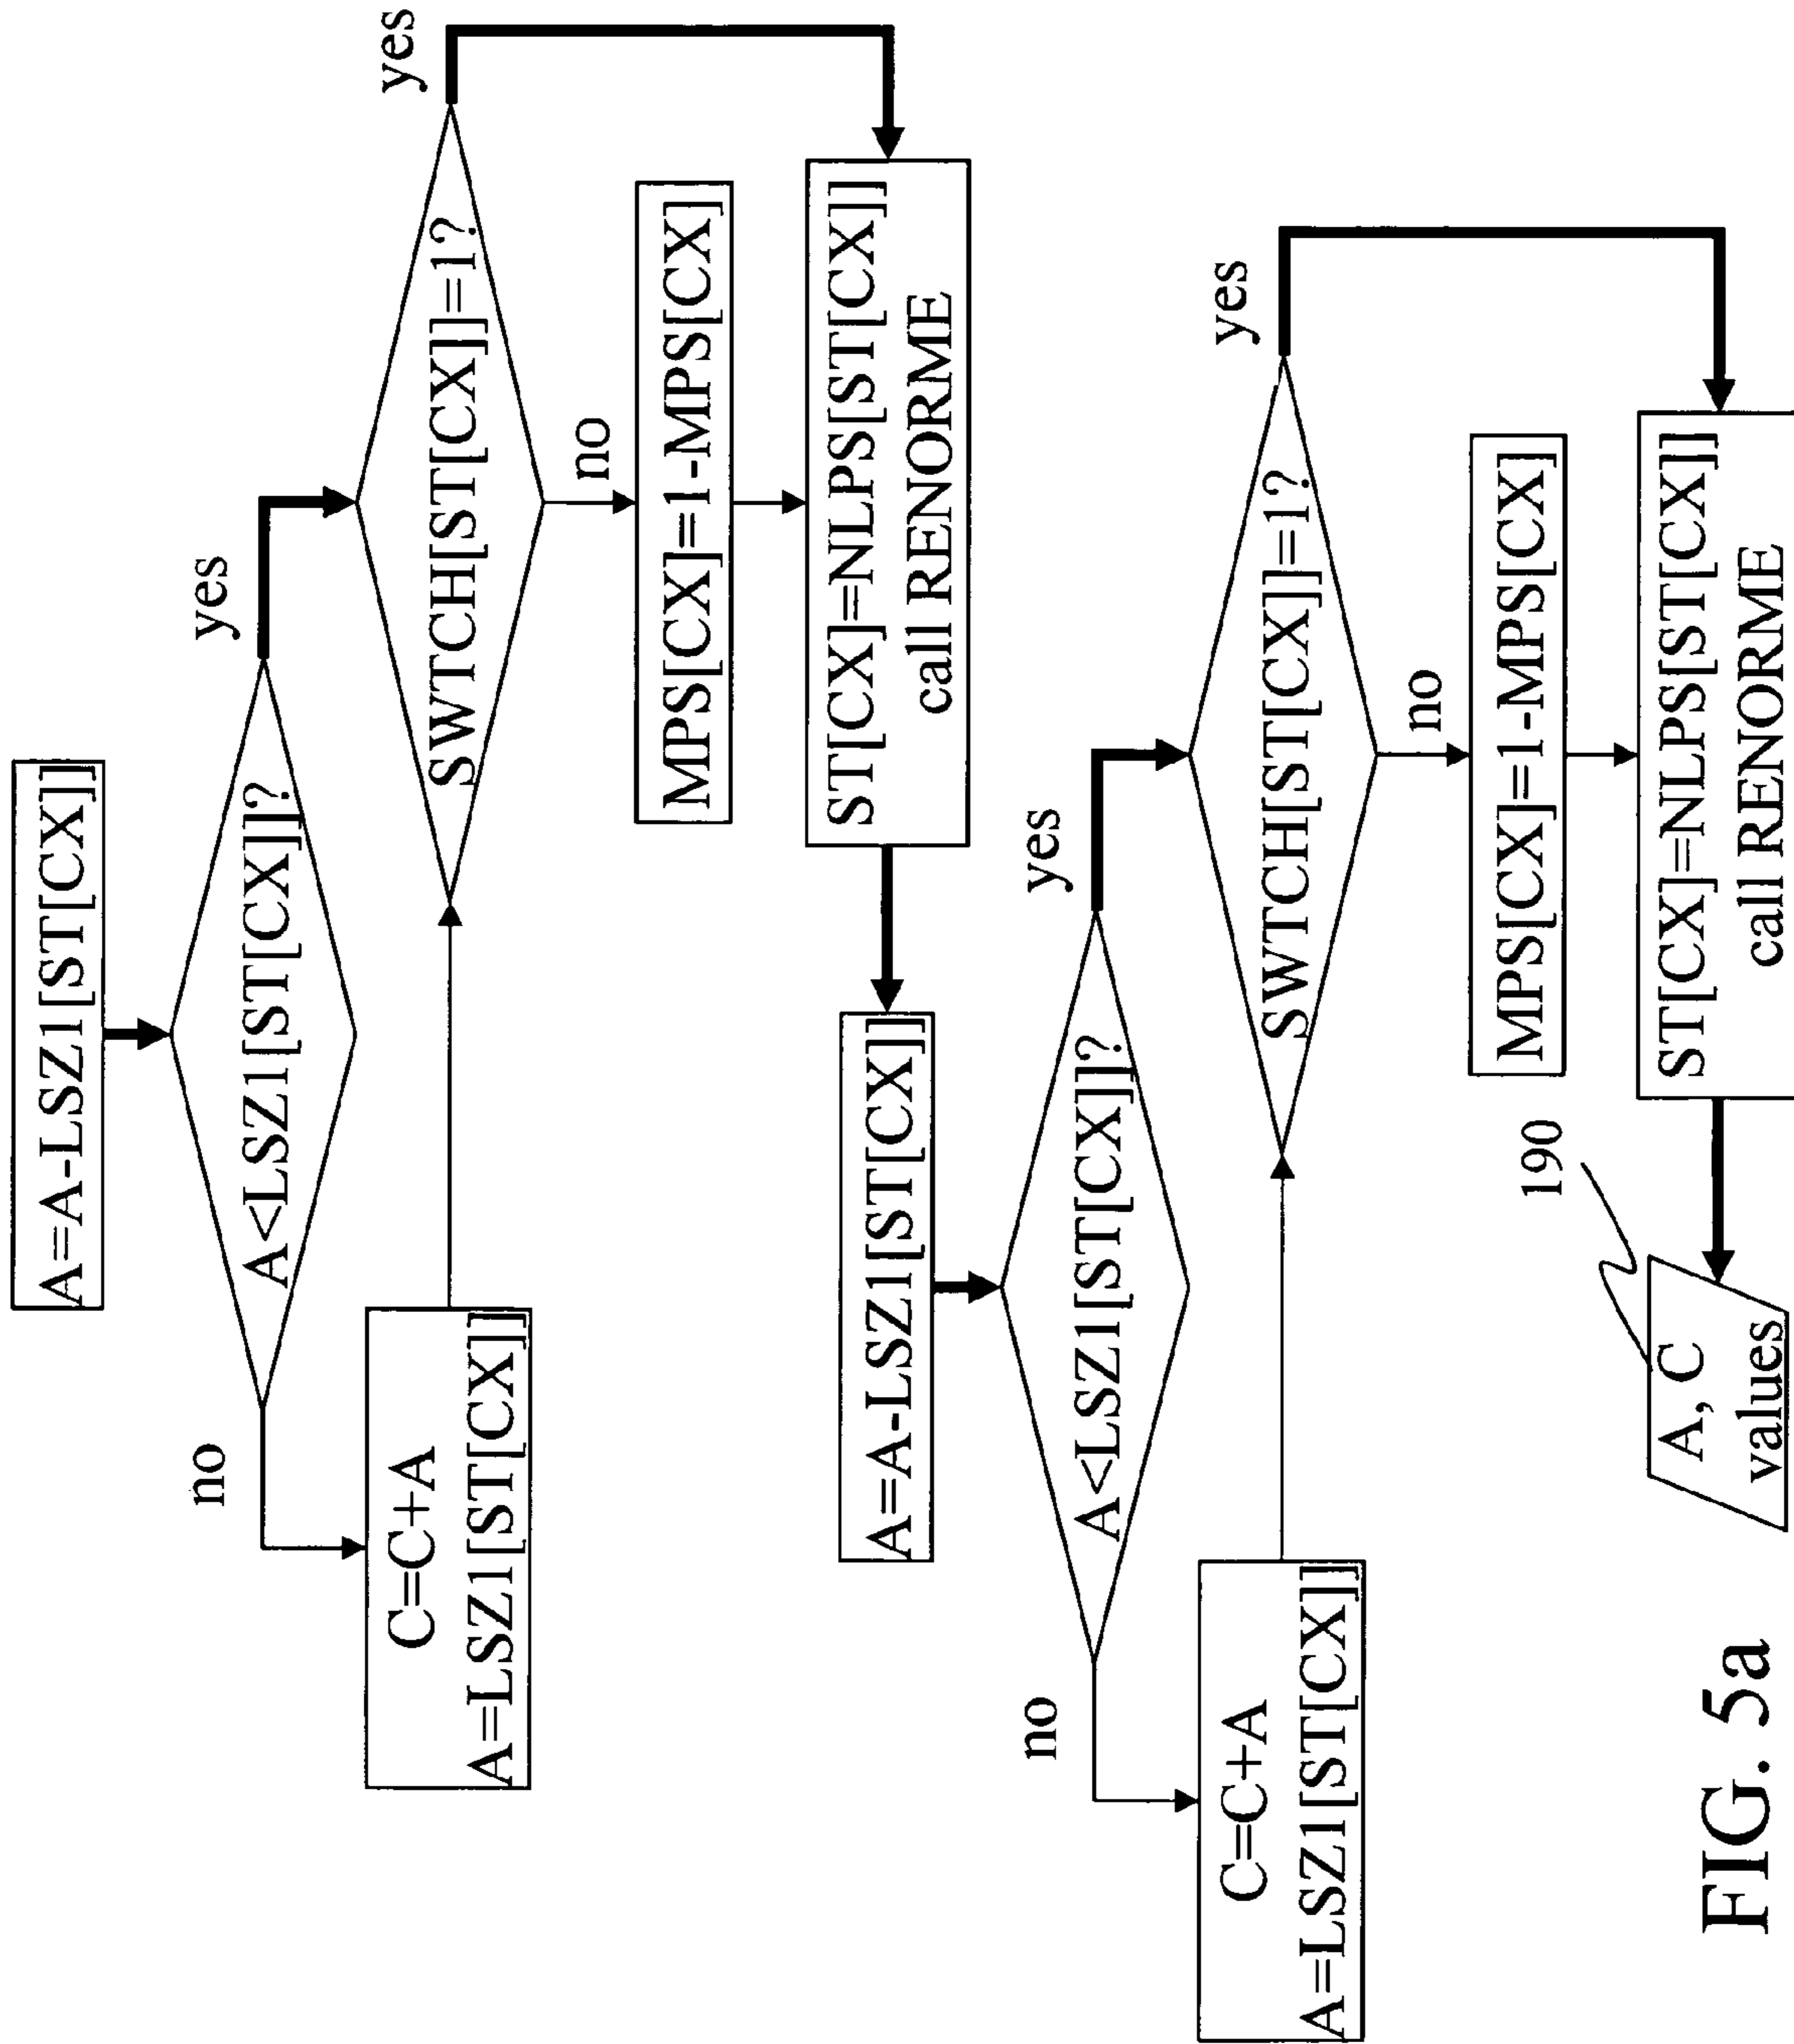 A=A-LSZ1[ST[CX]]
A<LSZ1[ST[CX]]?
yes
no
C=C+A
A=LSZ1[ST[CX]]
SWTCH[ST[CX]]=1?
yes
no
MPS[CX]=1-MPS[CX]
ST[CX]=NLPS[ST[CX]]
call RENORME
A=A-LSZ1[ST[CX]]
A<LSZ1[ST[CX]]?
yes
no
C=C+A
A=LSZ1[ST[CX]]
SWTCH[ST[CX]]=1?
yes
no
MPS[CX]=1-MPS[CX]
ST[CX]=NLPS[ST[CX]]
call RENORME
190
A, C
values
FIG. 5a